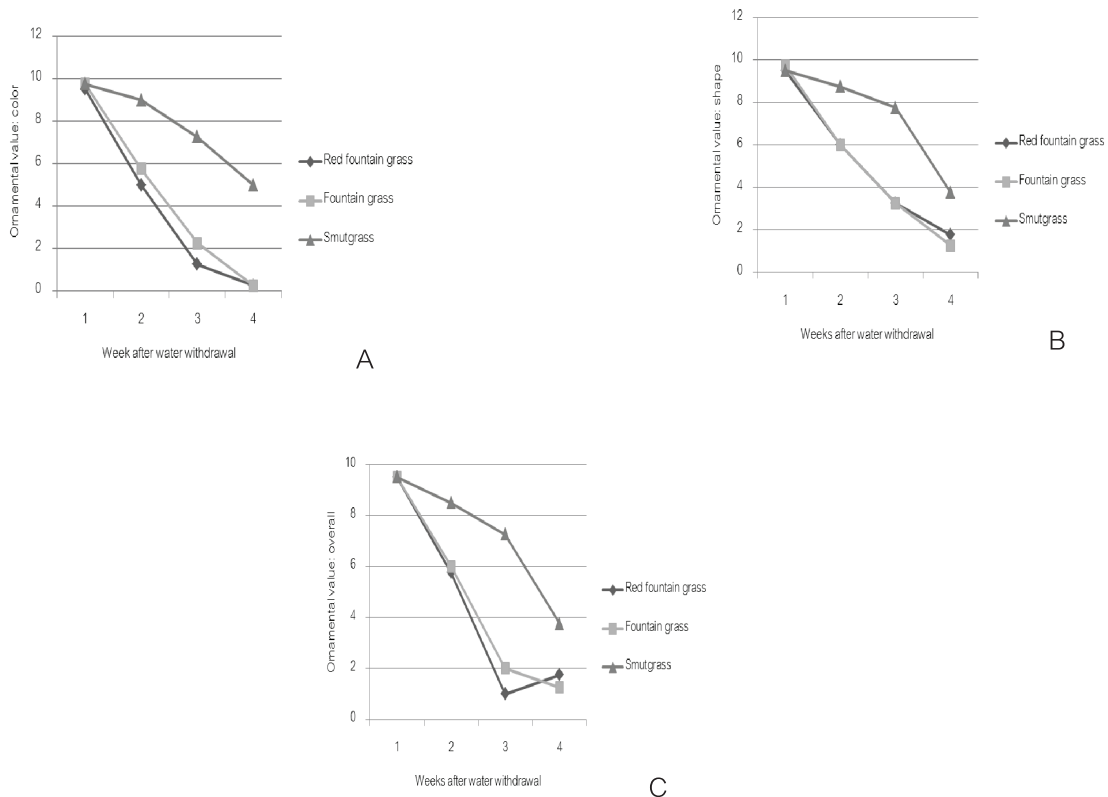 12
10
8
6
4
2
0
Ornamental value: color
1 2 3 4
Week after water withdrawal
Red fountain grass
Fountain grass
Smutgrass
A
12
10
8
6
4
2
0
Ornamental value: shape
1 2 3 4
Weeks after water withdrawal
Red fountain grass
Fountain grass
Smutgrass
B
10
8
6
4
2
0
Ornamental value: overall
1 2 3 4
Weeks after water withdrawal
Red fountain grass
Fountain grass
Smutgrass
C